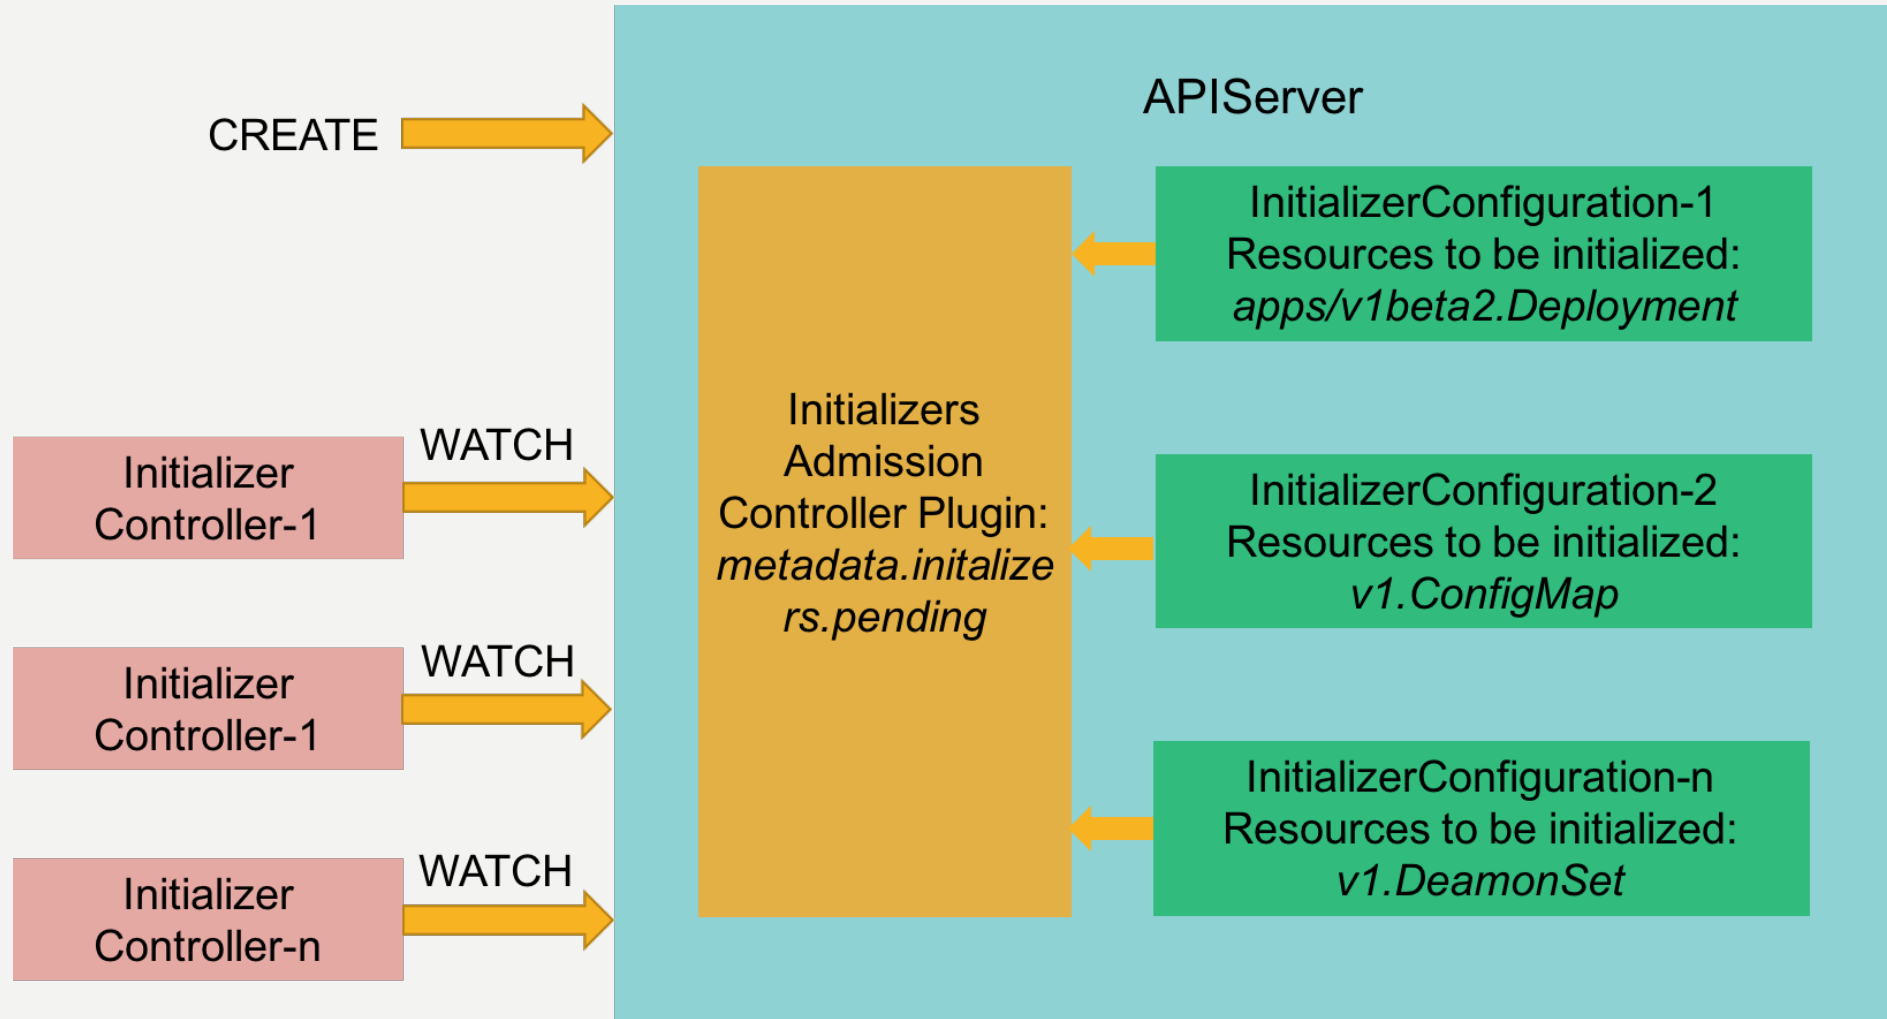 APIServer
CREATE
InitializerConfiguration-1
Resources to be initialized:
apps/v1beta2.Deployment
Initializers
Admission
Controller Plugin:
metadata.initalize
rs.pending
WATCH
Initializer
Controller-1
InitializerConfiguration-2
Resources to be initialized:
v1.ConfigMap
WATCH
Initializer
Controller-1
InitializerConfiguration-n
Resources to be initialized:
v1.DeamonSet
WATCH
Initializer
Controller-n